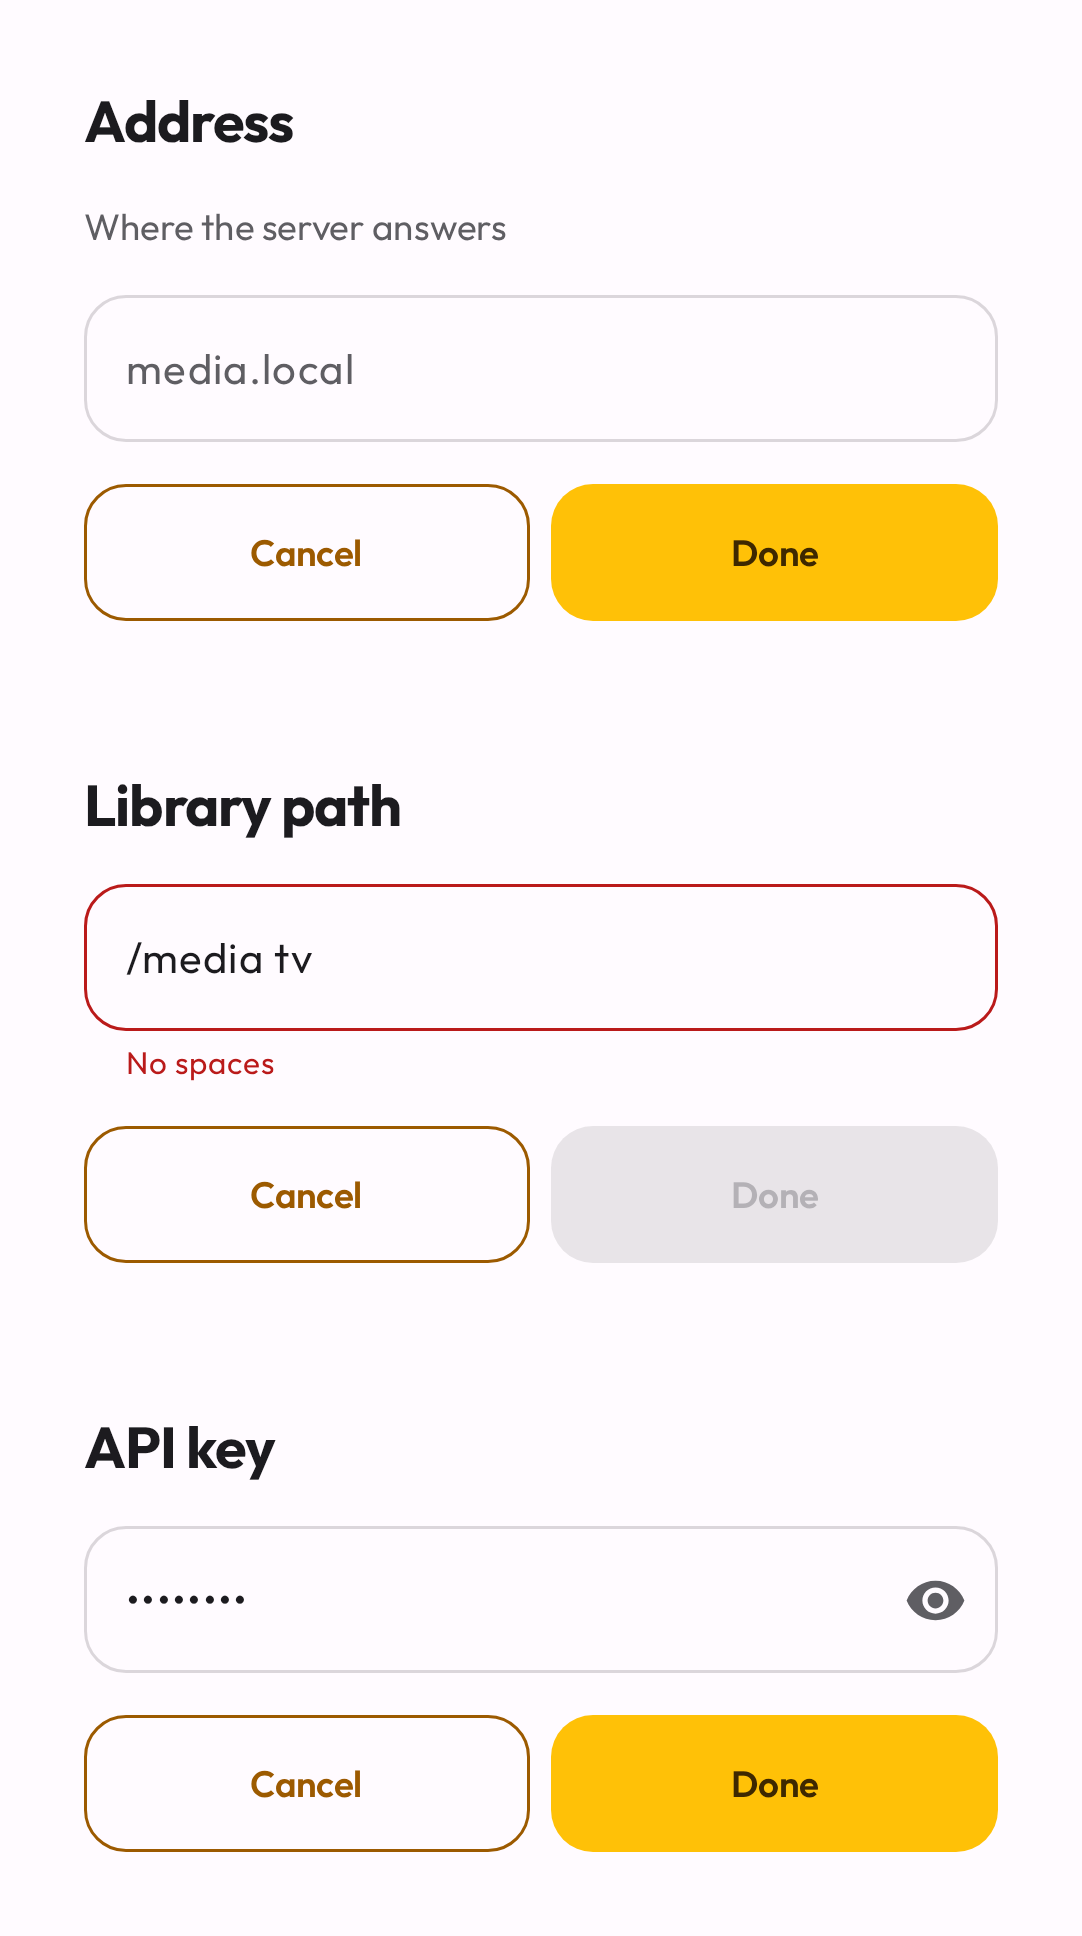 Address
Where the server answers
media.local
Cancel
Done
Library path
/media tv
No spaces
Cancel
Done
API key
••••••••
Cancel
Done